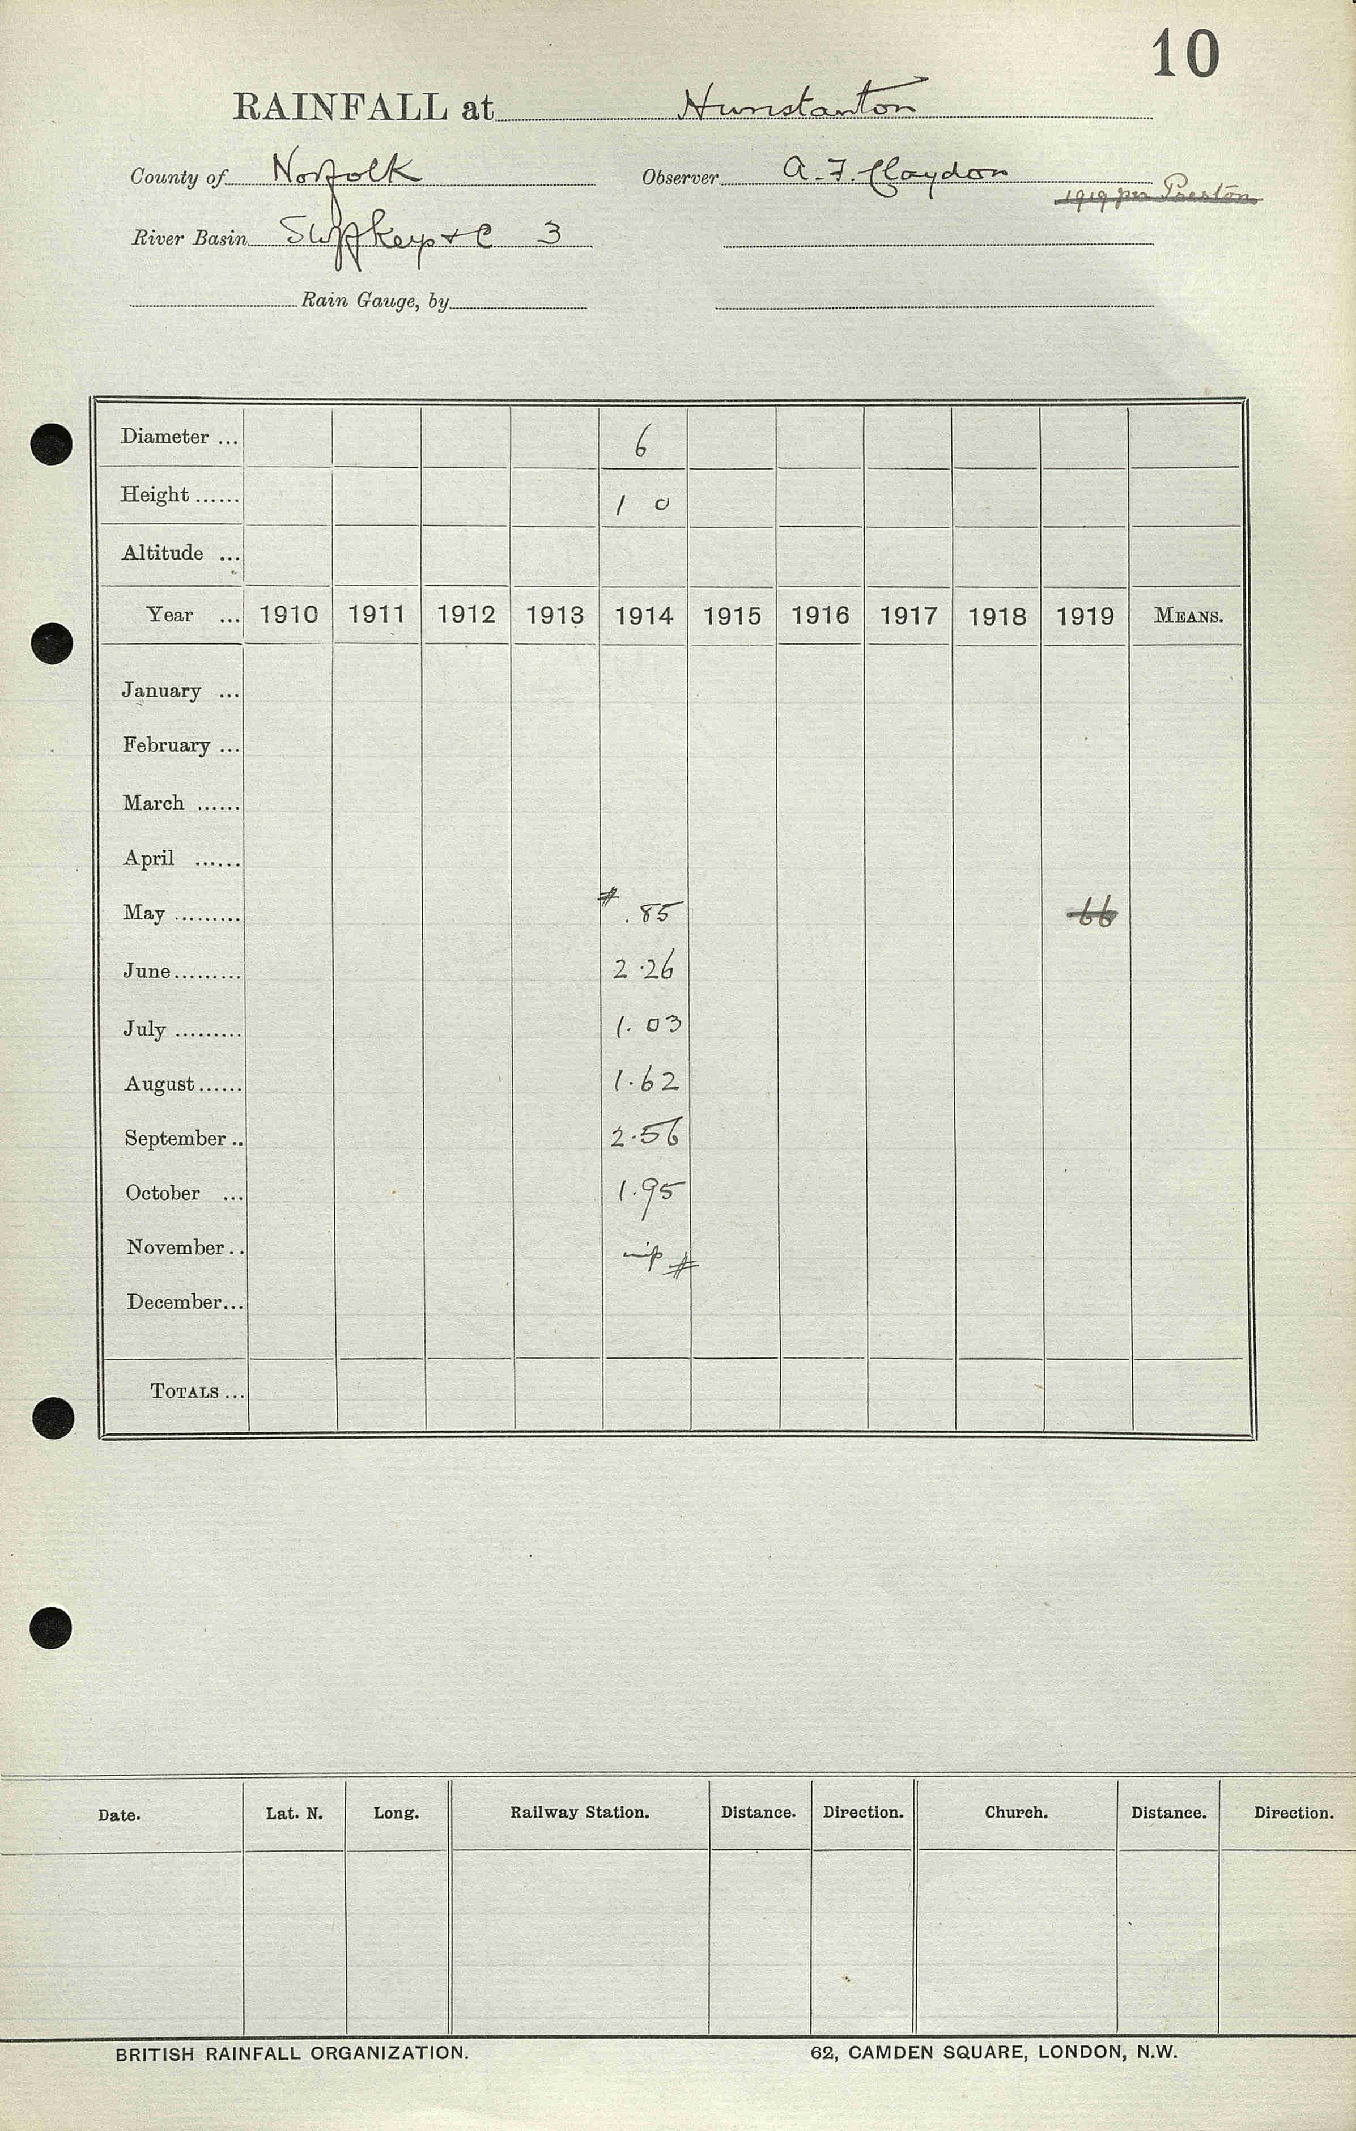 10
RAINFALL at Hunstanton
County of Norfolk Observer A. F. Claydon
1919 per Preston
River Basin 3
Rain Gauge, by
Diameter ... 6
Height ...... 1 0
Altitude ...
Year ... 1910 1911 1912 1913 1914 1915 1916 1917 1918 1919 MEANS.
January ...
February ...
March ......
April ......
May ......... # .85 66
June ......... 2.26
July ......... 1.03
August ...... 1.62
September .. 2.56
October ... 1.95
November .. #
December ...
TOTALS ...
Date. Lat. N. Long. Railway Station. Distance. Direction. Church. Distance. Direction.
BRITISH RAINFALL ORGANIZATION. 62, CAMDEN SQUARE, LONDON, N.W.